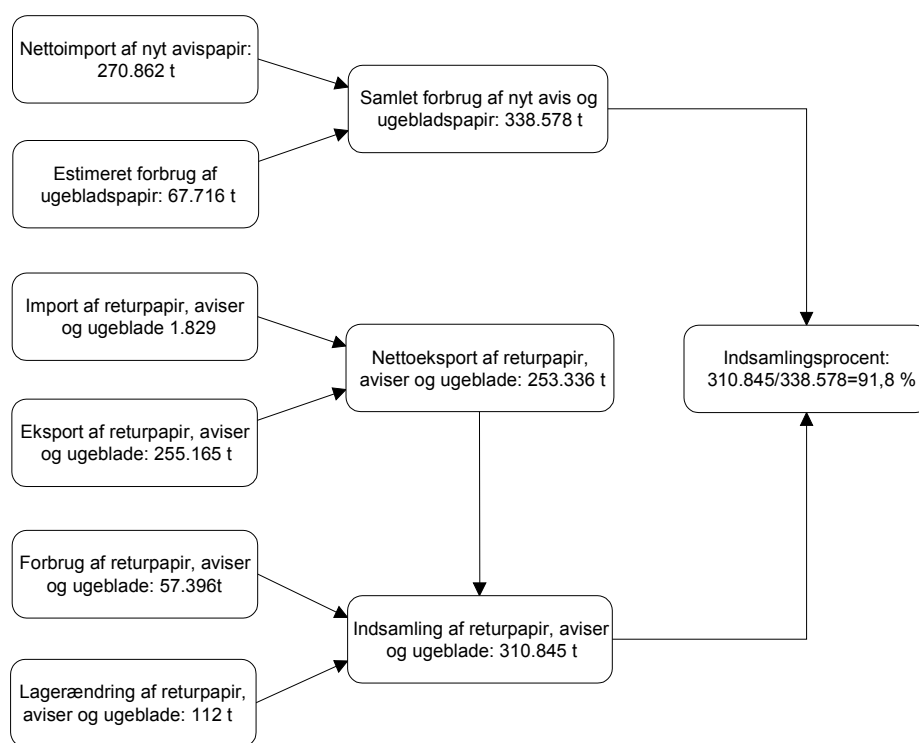 Nettoimport af nyt avispapir:
270.862 t
Samlet forbrug af nyt avis og
ugebladspapir: 338.578 t
Estimeret forbrug af
ugebladspapir: 67.716 t
Import af returpapir, aviser
og ugeblade 1.829
Nettoeksport af returpapir,
aviser og ugeblade: 253.336 t
Indsamlingsprocent:
310.845/338.578=91,8 %
Eksport af returpapir, aviser
og ugeblade: 255.165 t
Forbrug af returpapir, aviser
og ugeblade: 57.396t
Indsamling af returpapir, aviser
og ugeblade: 310.845 t
Lagerændring af returpapir,
aviser og ugeblade: 112 t